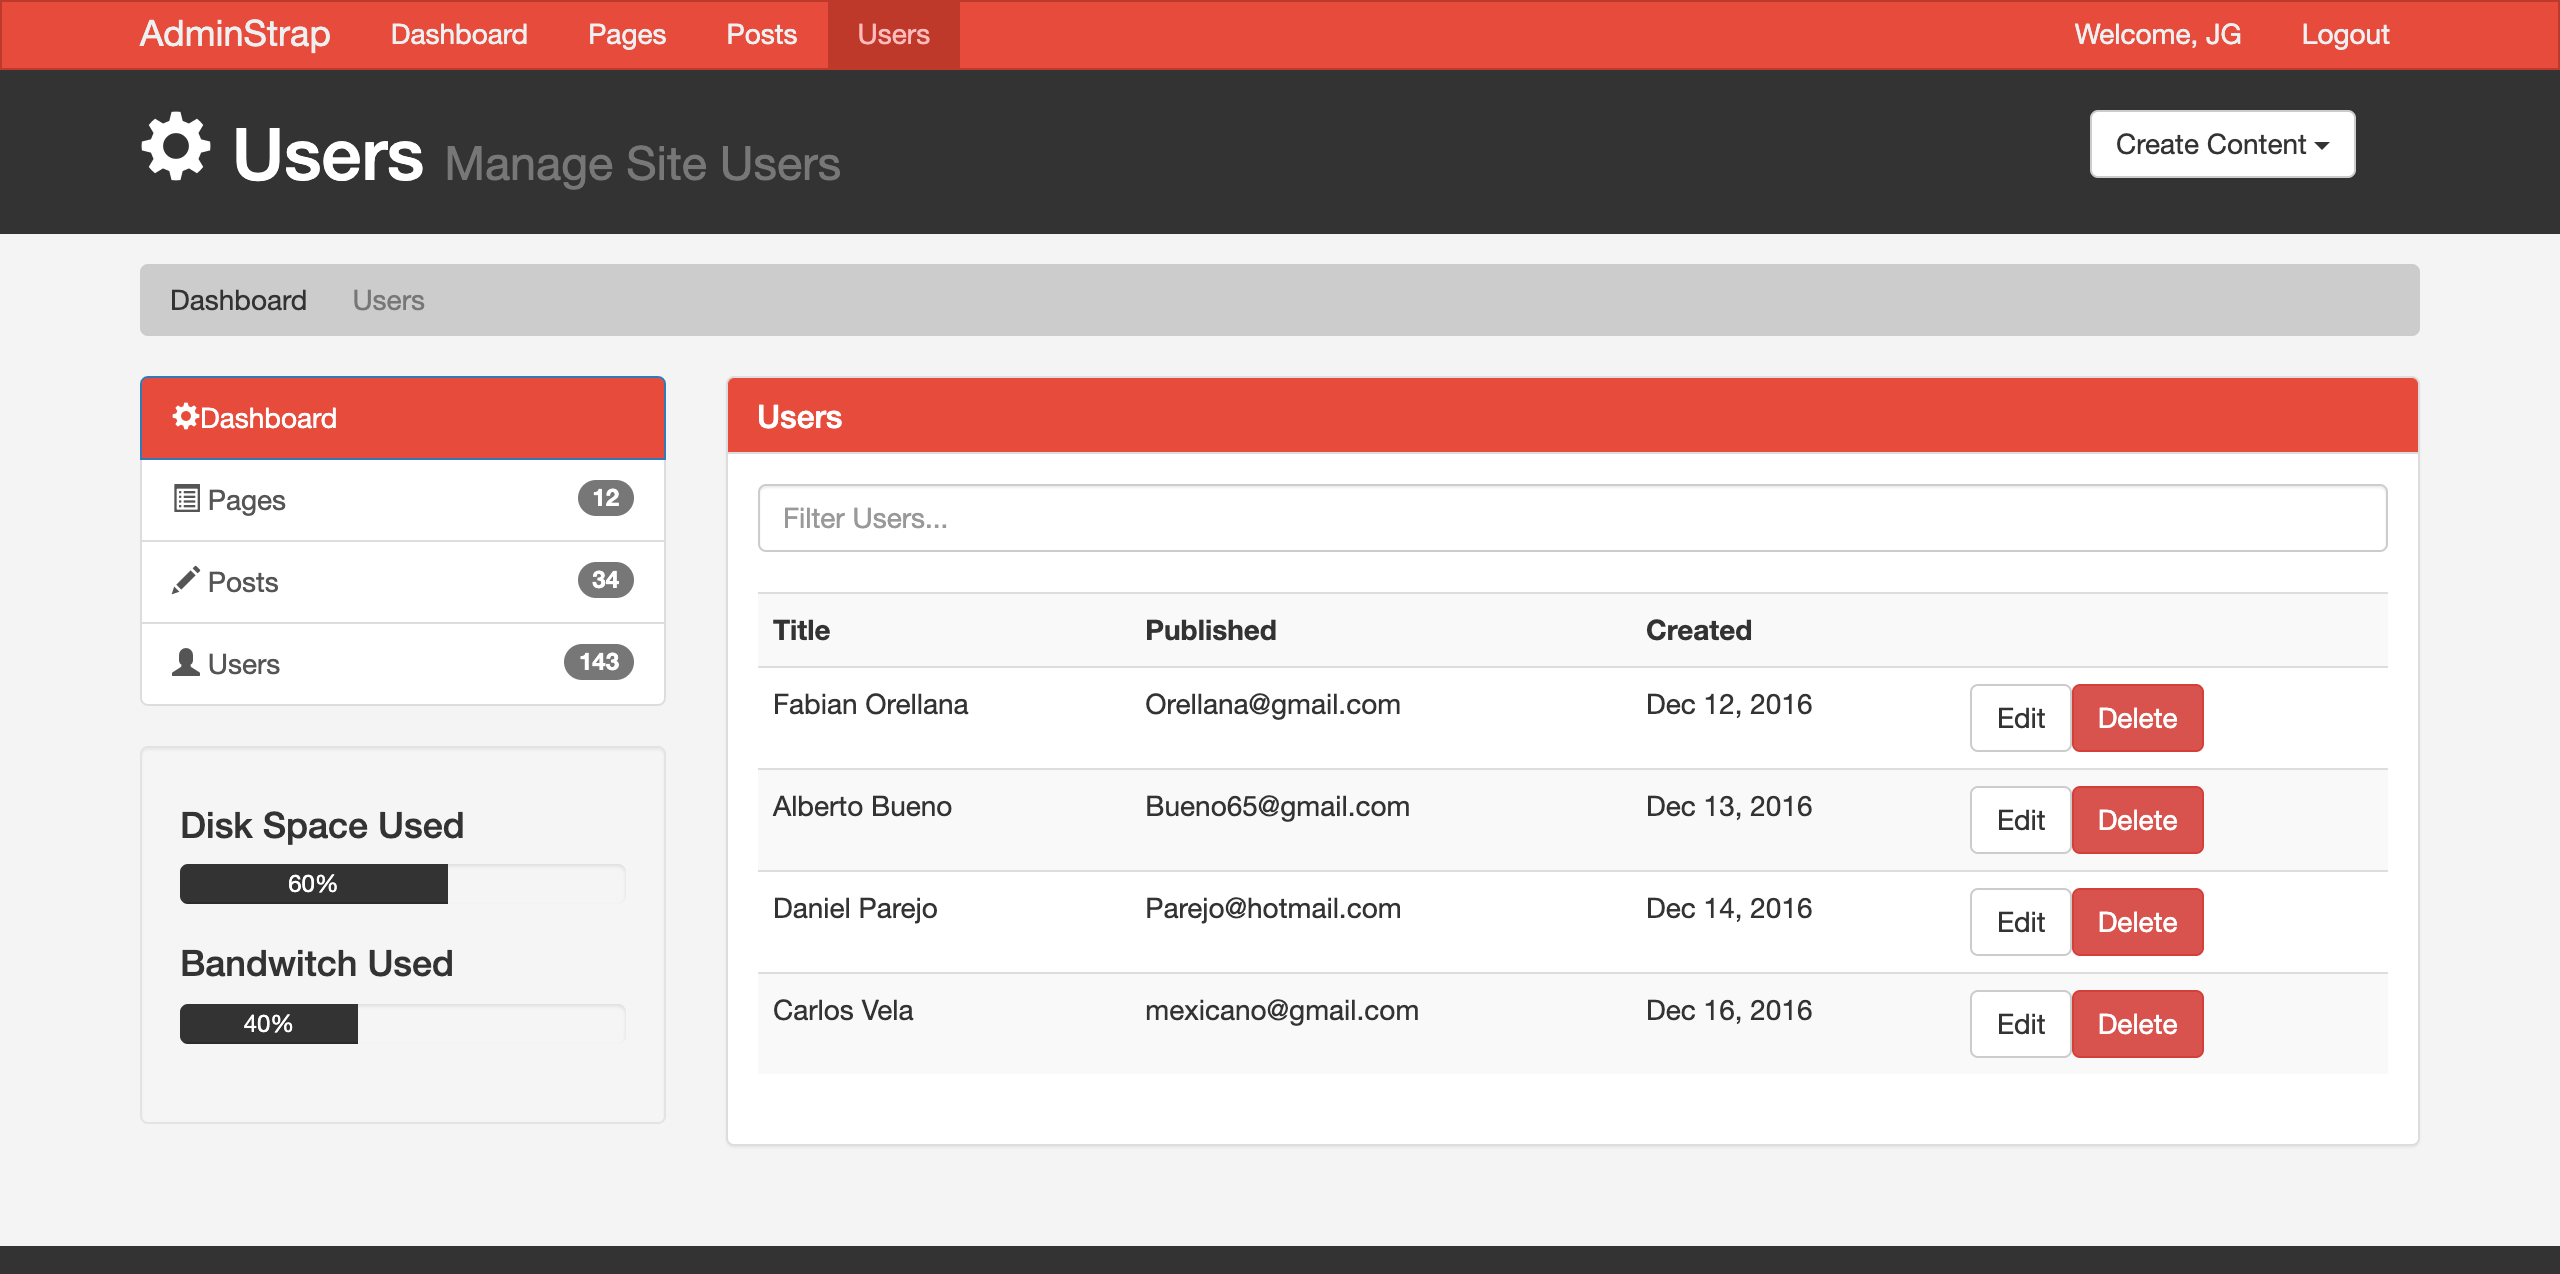 AdminStrap Dashboard Pages Posts Users Welcome, JG Logout
Users Manage Site Users Create Content
Dashboard Users
Dashboard
Pages 12
Posts 34
Users 143
Disk Space Used
60%
Bandwitch Used
40%
Users
Filter Users...
Title Published Created
Fabian Orellana Orellana@gmail.com Dec 12, 2016 Edit Delete
Alberto Bueno Bueno65@gmail.com Dec 13, 2016 Edit Delete
Daniel Parejo Parejo@hotmail.com Dec 14, 2016 Edit Delete
Carlos Vela mexicano@gmail.com Dec 16, 2016 Edit Delete